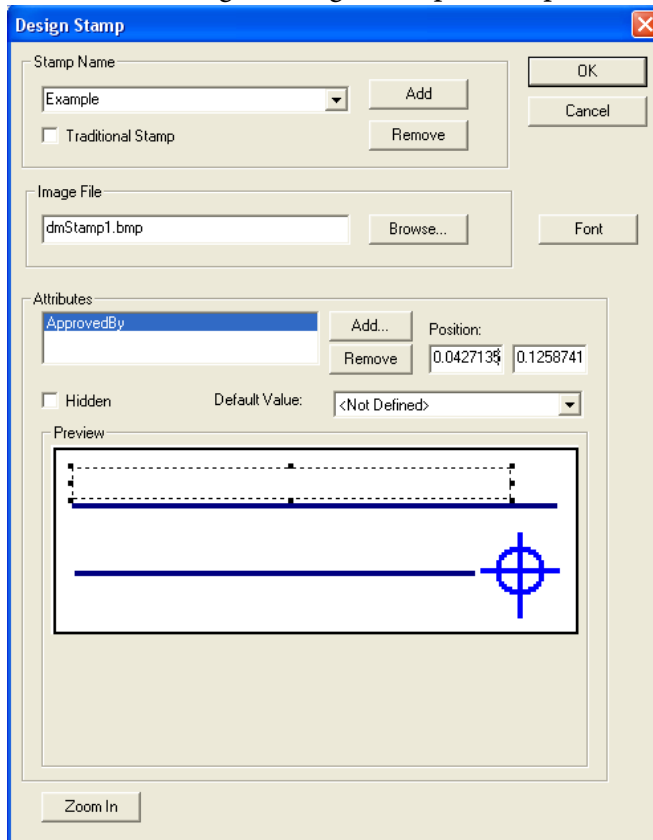 Design Stamp
Stamp Name
OK
Example
Add
Cancel
Traditional Stamp
Remove
Image File
dmStamp1.bmp
Browse...
Font
Attributes
ApprovedBy
Add...
Position:
Remove
0.0427135
0.1258741
Hidden
Default Value:
<Not Defined>
Preview
Zoom In